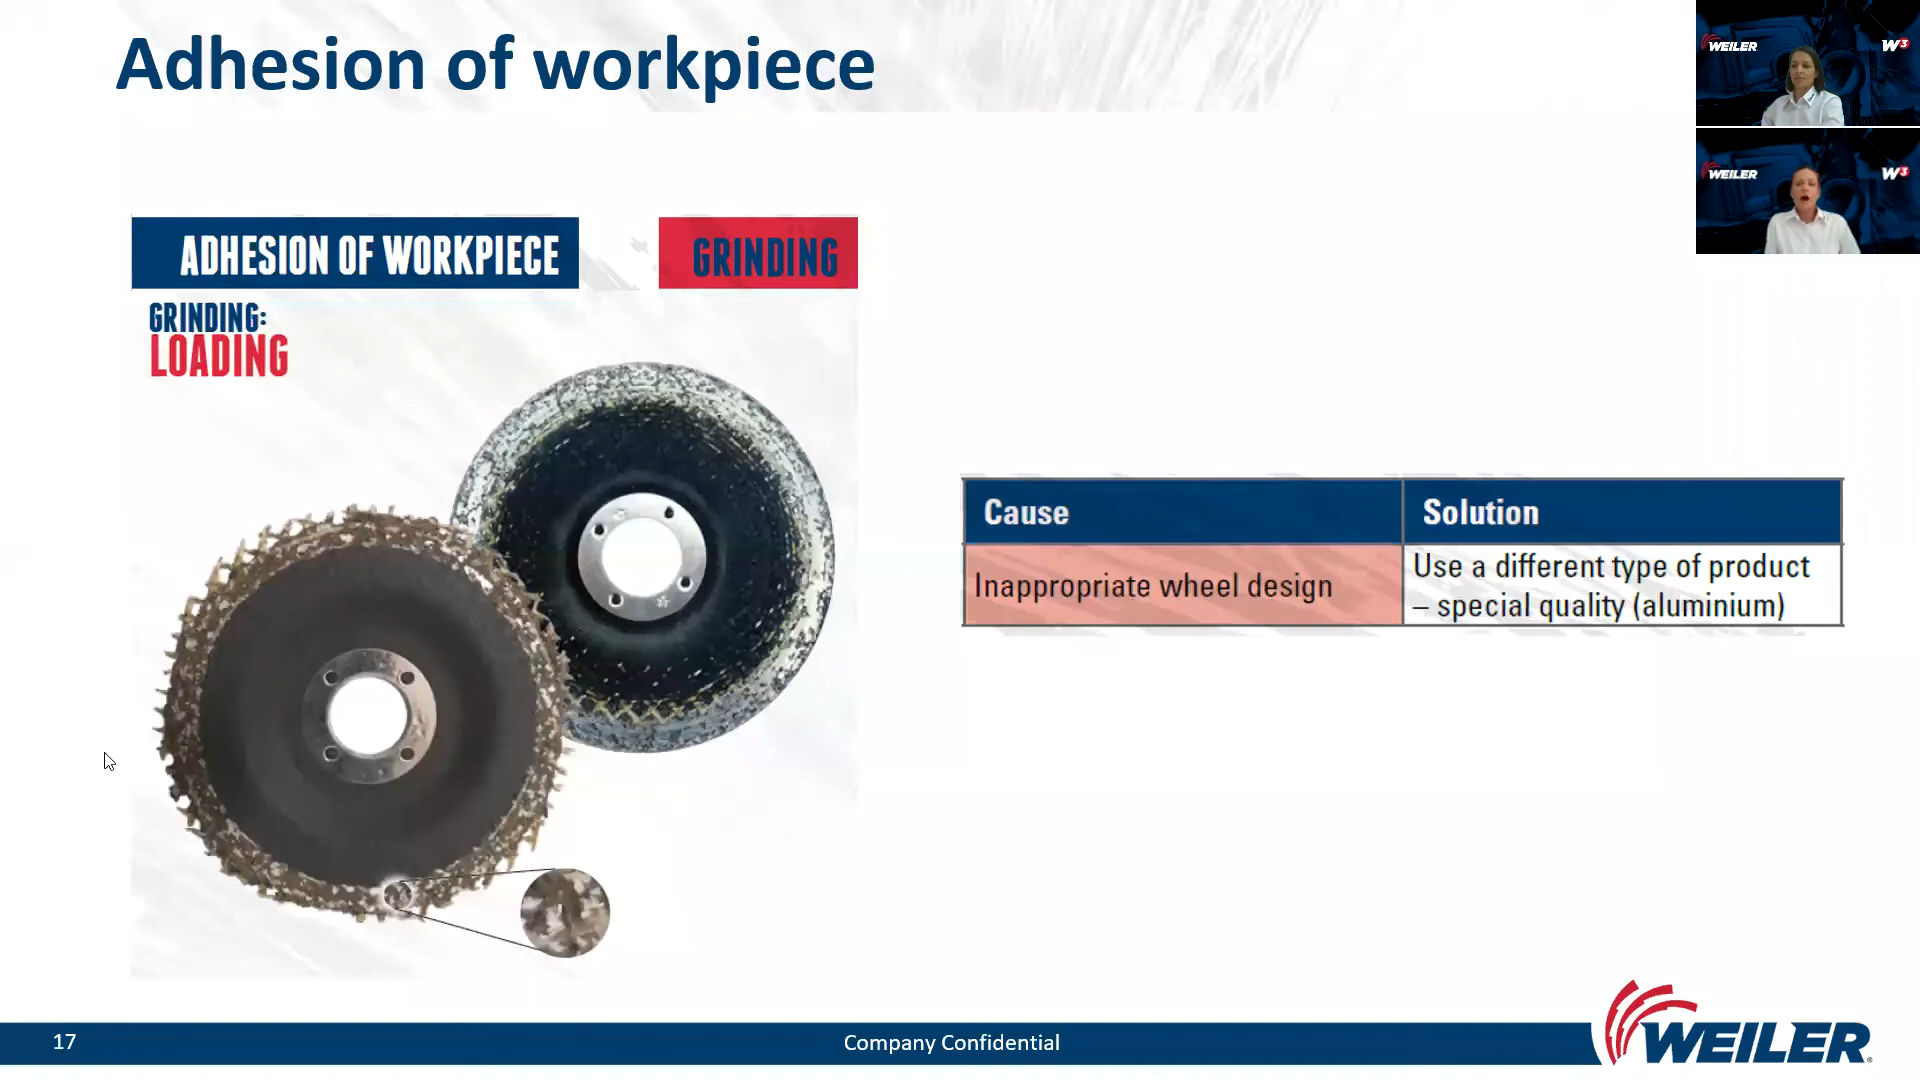 Adhesion of workpiece
WEILER W3
WEILER W3
ADHESION OF WORKPIECE
GRINDING
GRINDING:
LOADING
Cause
Solution
Inappropriate wheel design
Use a different type of product
– special quality (aluminium)
17
Company Confidential
WEILER®